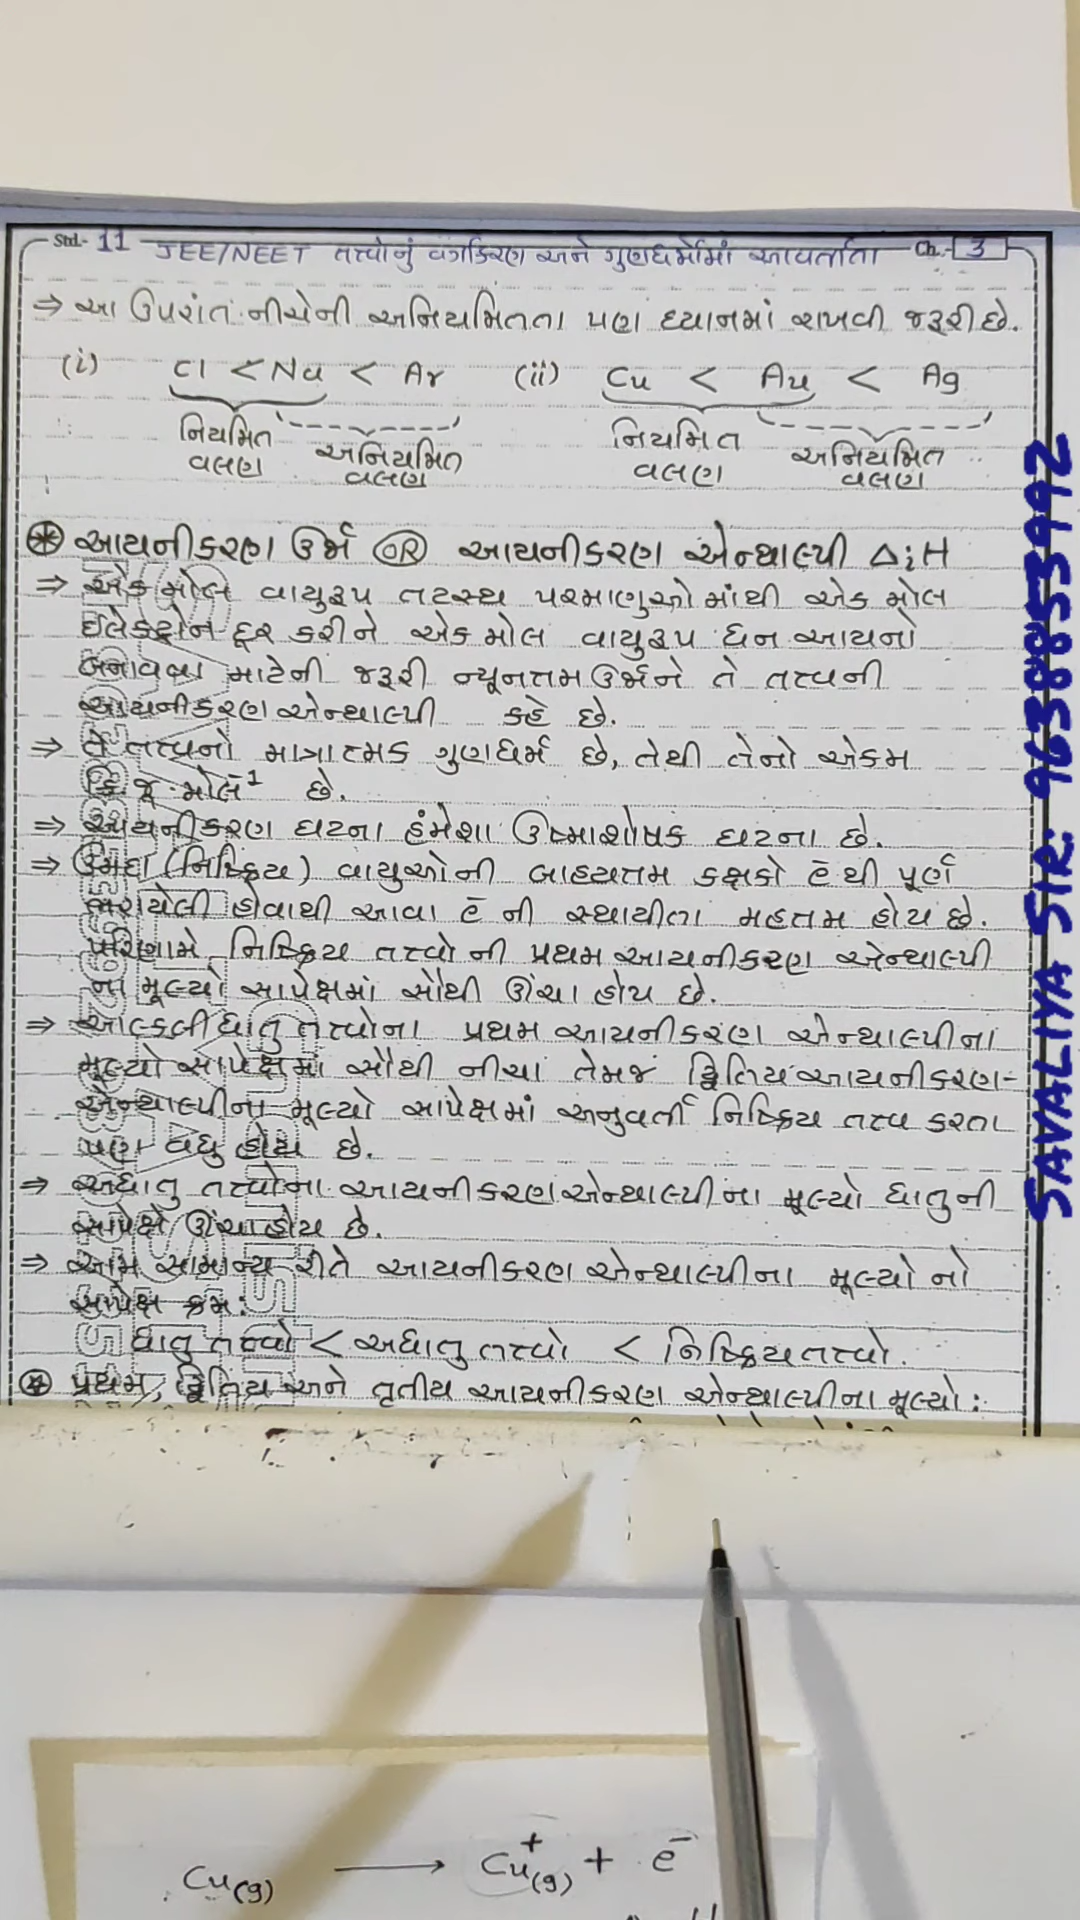 Std.- 11 JEE/NEET તત્વોનું વર્ગીકરણ અને ગુણધર્મોમાં આવર્તતા Ch.- 3
⇒ આ ઉપરાંત નીચેની અનિયમિતતા પણ ધ્યાનમાં રાખવી જરૂરી છે.
(i) Cl < Na < Ar (ii) Cu < Au < Ag
નિયમિત વલણ અનિયમિત વલણ નિયમિત વલણ અનિયમિત વલણ
* આયનીકરણ ઉર્જા OR આયનીકરણ એન્થાલ્પી ΔiH
⇒ એક મોલ વાયુરૂપ તટસ્થ પરમાણુઓમાંથી એક મોલ
ઈલેક્ટ્રોન દૂર કરીને એક મોલ વાયુરૂપ ધન આયનો
બનાવવા માટેની જરૂરી ન્યૂનત્તમ ઉર્જાને તે તત્વની
આયનીકરણ એન્થાલ્પી કહે છે.
⇒ તે તત્વનો માત્રાત્મક ગુણધર્મ છે, તેથી તેનો એકમ
કિ જૂ મોલ⁻¹ છે.
⇒ આયનીકરણ ઘટના હંમેશા ઉષ્માશોષક ઘટના છે.
⇒ ઉમદા (નિષ્ક્રિય) વાયુઓની બાહ્યતમ કક્ષકો ē થી પૂર્ણ
ભરાયેલી હોવાથી આવા ē ની સ્થાયીતા મહતમ હોય છે.
પરિણામે નિષ્ક્રિય તત્વો ની પ્રથમ આયનીકરણ એન્થાલ્પી
ના મૂલ્યો સાપેક્ષમાં સૌથી ઊંચા હોય છે.
⇒ આલ્કલી ધાતુ તત્વોના પ્રથમ આયનીકરણ એન્થાલ્પીના
મૂલ્યો સાપેક્ષમાં સૌથી નીચા તેમજ દ્વિતિય આયનીકરણ-
એન્થાલ્પીના મૂલ્યો સાપેક્ષમાં અનુવર્તી નિષ્ક્રિય તત્વ કરતા
પણ વધુ હોય છે.
⇒ અધાતુ તત્વોના આયનીકરણ એન્થાલ્પીના મૂલ્યો ધાતુની
સાપેક્ષે ઊંચા હોય છે.
⇒ આમ સામાન્ય રીતે આયનીકરણ એન્થાલ્પીના મૂલ્યો નો
સાપેક્ષ ક્રમ:
ધાતુ તત્વો < અધાતુ તત્વો < નિષ્ક્રિય તત્વો.
* પ્રથમ, દ્વિતિય અને તૃતીય આયનીકરણ એન્થાલ્પીના મૂલ્યો:
SAVALIYA SIR: 9638853992
Cu(g) ⟶ Cu⁺(g) + e⁻